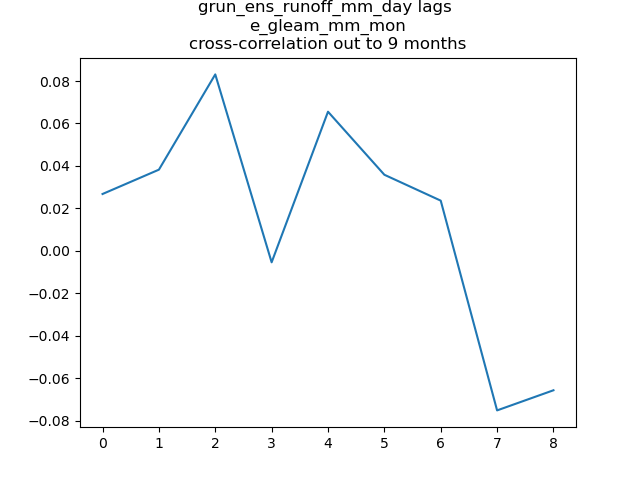 grun_ens_runoff_mm_day lags
e_gleam_mm_mon
cross-correlation out to 9 months
0.08
0.06
0.04
0.02
0.00
−0.02
−0.04
−0.06
−0.08
0 1 2 3 4 5 6 7 8